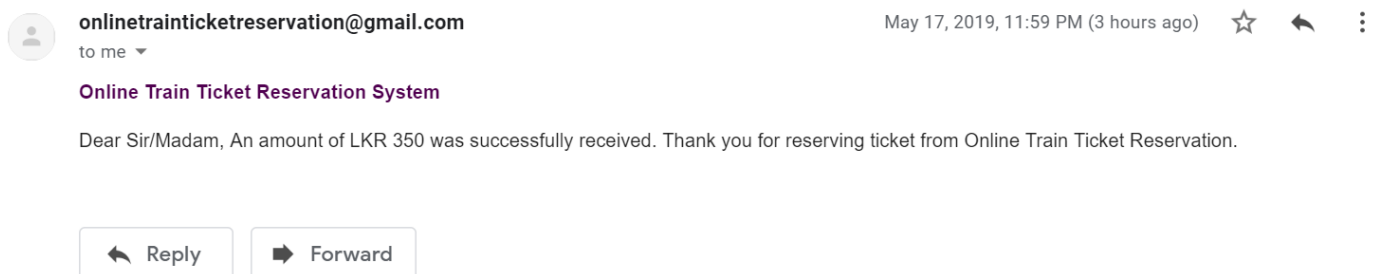 onlinetrainticketreservation@gmail.com
May 17, 2019, 11:59 PM (3 hours ago)
to me
Online Train Ticket Reservation System
Dear Sir/Madam, An amount of LKR 350 was successfully received. Thank you for reserving ticket from Online Train Ticket Reservation.
Reply
Forward